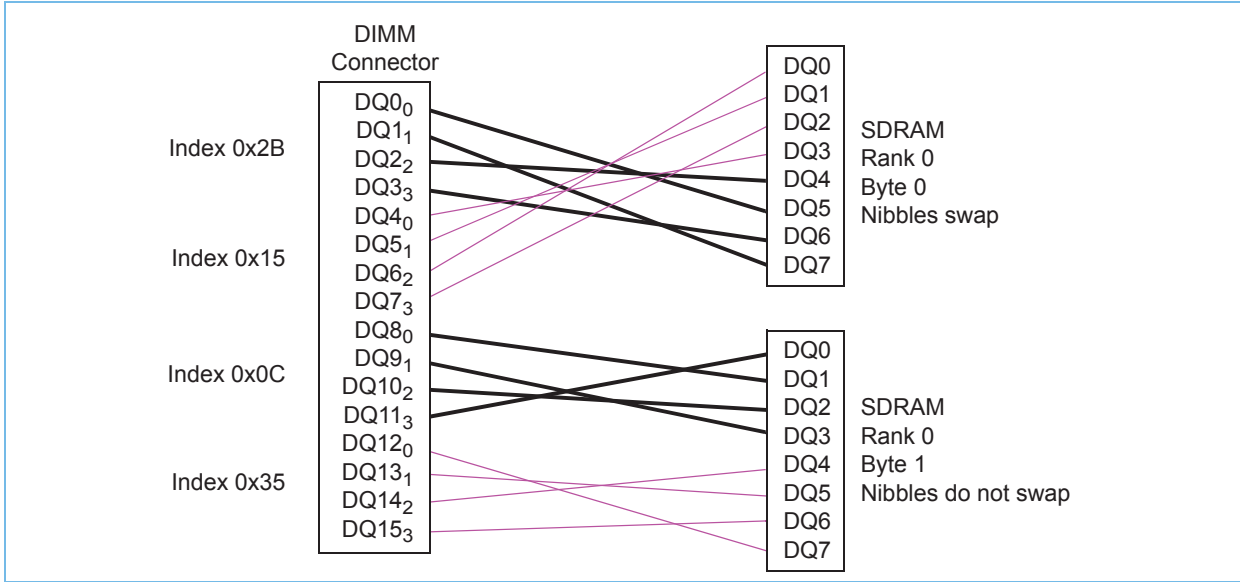 DIMM
Connector
DQ0₀
DQ1₁
DQ2₂
DQ3₃
DQ4₀
DQ5₁
DQ6₂
DQ7₃
DQ8₀
DQ9₁
DQ10₂
DQ11₃
DQ12₀
DQ13₁
DQ14₂
DQ15₃
Index 0x2B
Index 0x15
Index 0x0C
Index 0x35
DQ0
DQ1
DQ2
DQ3
DQ4
DQ5
DQ6
DQ7
SDRAM
Rank 0
Byte 0
Nibbles swap
DQ0
DQ1
DQ2
DQ3
DQ4
DQ5
DQ6
DQ7
SDRAM
Rank 0
Byte 1
Nibbles do not swap